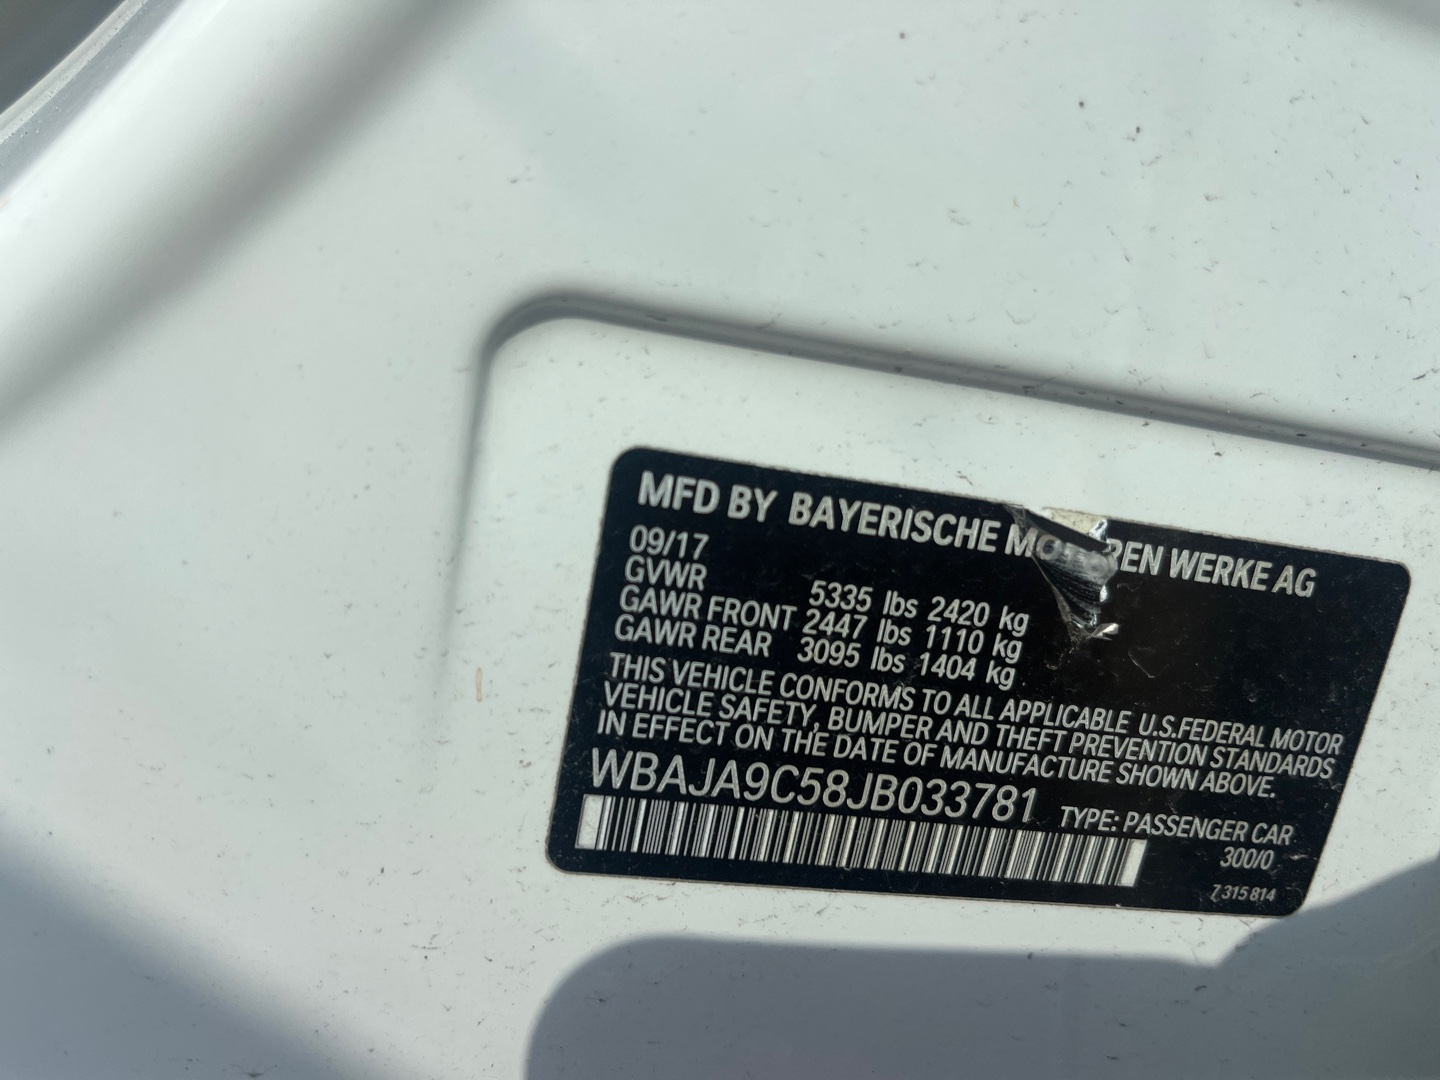 MFD BY BAYERISCHE MOTOREN WERKE AG
09/17
GVWR 5335 lbs 2420 kg
GAWR FRONT 2447 lbs 1110 kg
GAWR REAR 3095 lbs 1404 kg
THIS VEHICLE CONFORMS TO ALL APPLICABLE U.S.FEDERAL MOTOR
VEHICLE SAFETY, BUMPER AND THEFT PREVENTION STANDARDS
IN EFFECT ON THE DATE OF MANUFACTURE SHOWN ABOVE.
WBAJA9C58JB033781 TYPE: PASSENGER CAR
300/0
7 315 814